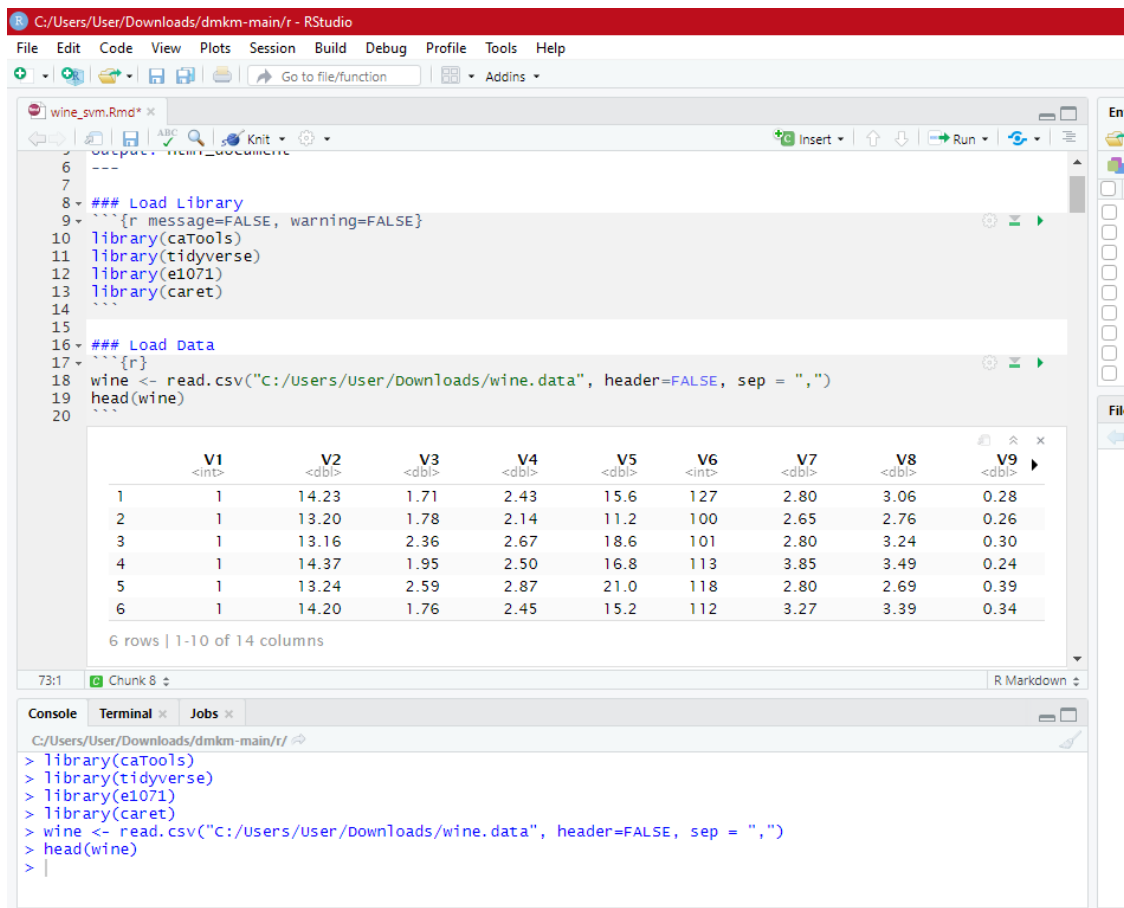 C:/Users/User/Downloads/dmkm-main/r - RStudio
File Edit Code View Plots Session Build Debug Profile Tools Help
Go to file/function Addins
wine_svm.Rmd*
ABC Knit Insert Run
6 ---
7
8 ### Load Library
9 ```{r message=FALSE, warning=FALSE}
10 library(caTools)
11 library(tidyverse)
12 library(e1071)
13 library(caret)
14 ```
15
16 ### Load Data
17 ```{r}
18 wine <- read.csv("C:/Users/User/Downloads/wine.data", header=FALSE, sep = ",")
19 head(wine)
20 ```
V1 V2 V3 V4 V5 V6 V7 V8 V9
<int> <dbl> <dbl> <dbl> <dbl> <int> <dbl> <dbl> <dbl>
1 1 14.23 1.71 2.43 15.6 127 2.80 3.06 0.28
2 1 13.20 1.78 2.14 11.2 100 2.65 2.76 0.26
3 1 13.16 2.36 2.67 18.6 101 2.80 3.24 0.30
4 1 14.37 1.95 2.50 16.8 113 3.85 3.49 0.24
5 1 13.24 2.59 2.87 21.0 118 2.80 2.69 0.39
6 1 14.20 1.76 2.45 15.2 112 3.27 3.39 0.34
6 rows | 1-10 of 14 columns
73:1 Chunk 8 R Markdown
Console Terminal Jobs
C:/Users/User/Downloads/dmkm-main/r/
> library(caTools)
> library(tidyverse)
> library(e1071)
> library(caret)
> wine <- read.csv("C:/Users/User/Downloads/wine.data", header=FALSE, sep = ",")
> head(wine)
>